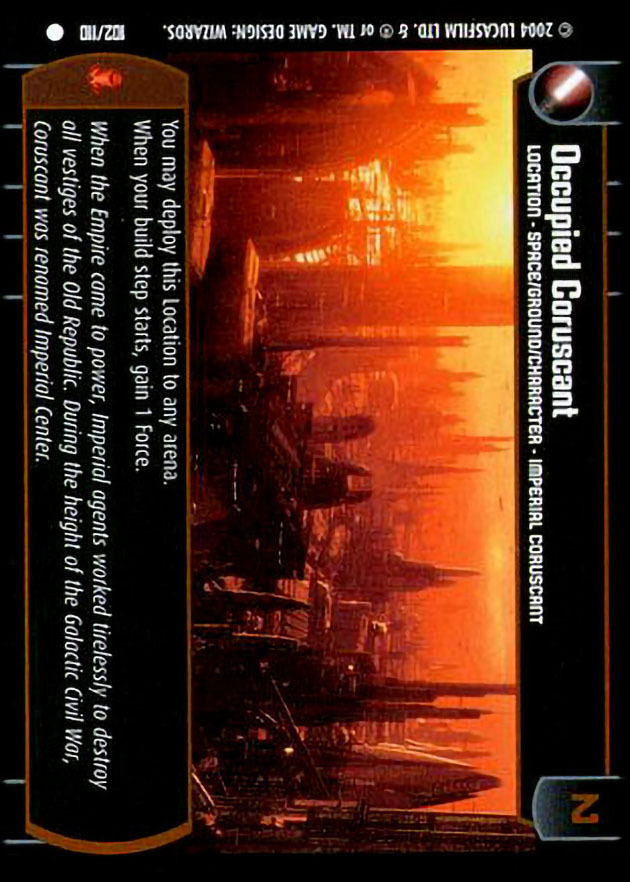 Occupied Coruscant
LOCATION - SPACE/GROUND/CHARACTER - IMPERIAL CORUSCANT
2
You may deploy this Location to any arena.
When your build step starts, gain 1 Force.
When the Empire came to power, Imperial agents worked tirelessly to destroy
all vestiges of the Old Republic. During the height of the Galactic Civil War,
Coruscant was renamed Imperial Center.
© 2004 LUCASFILM LTD. & ® or TM. GAME DESIGN: WIZARDS.
102/110